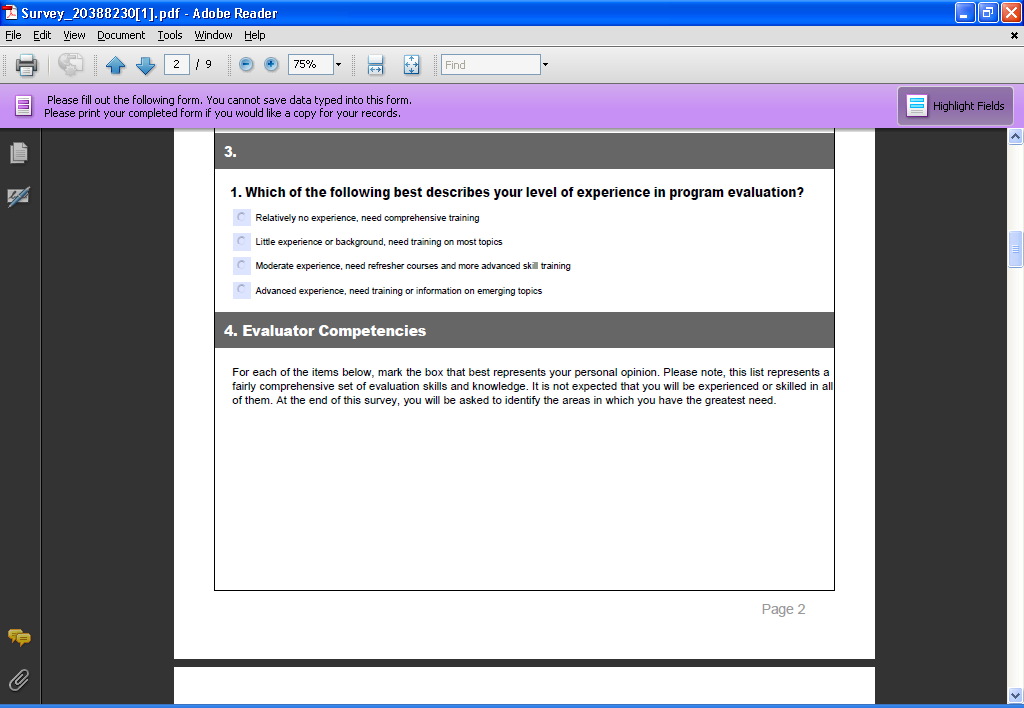 Survey_20388230[1].pdf - Adobe Reader
File Edit View Document Tools Window Help
2 / 9 75% Find
Please fill out the following form. You cannot save data typed into this form.
Please print your completed form if you would like a copy for your records.
Highlight Fields
3.
1. Which of the following best describes your level of experience in program evaluation?
Relatively no experience, need comprehensive training
Little experience or background, need training on most topics
Moderate experience, need refresher courses and more advanced skill training
Advanced experience, need training or information on emerging topics
4. Evaluator Competencies
For each of the items below, mark the box that best represents your personal opinion. Please note, this list represents a
fairly comprehensive set of evaluation skills and knowledge. It is not expected that you will be experienced or skilled in all
of them. At the end of this survey, you will be asked to identify the areas in which you have the greatest need.
Page 2